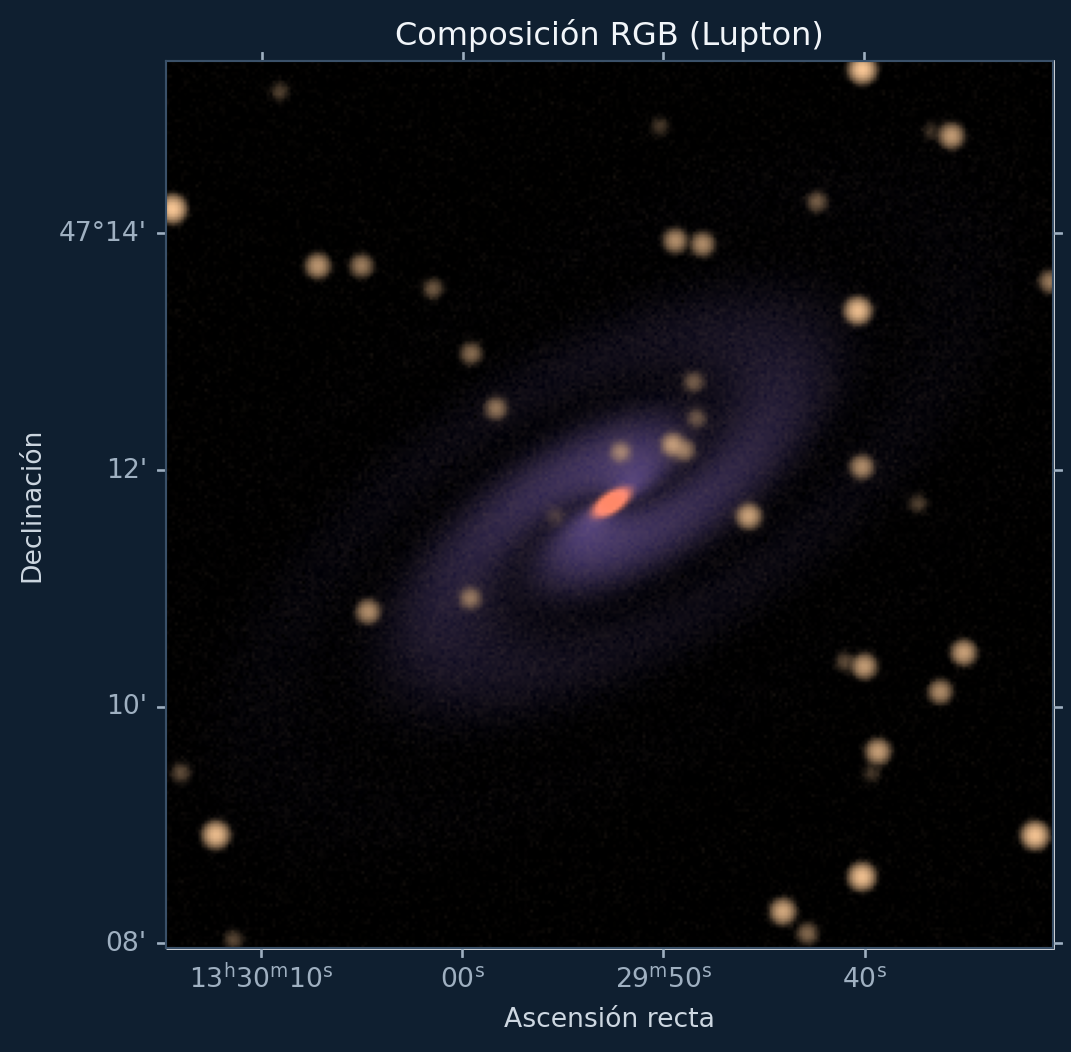 Composición RGB (Lupton)
Declinación
47°14'
12'
10'
08'
13ʰ30ᵐ10ˢ 00ˢ 29ᵐ50ˢ 40ˢ
Ascensión recta